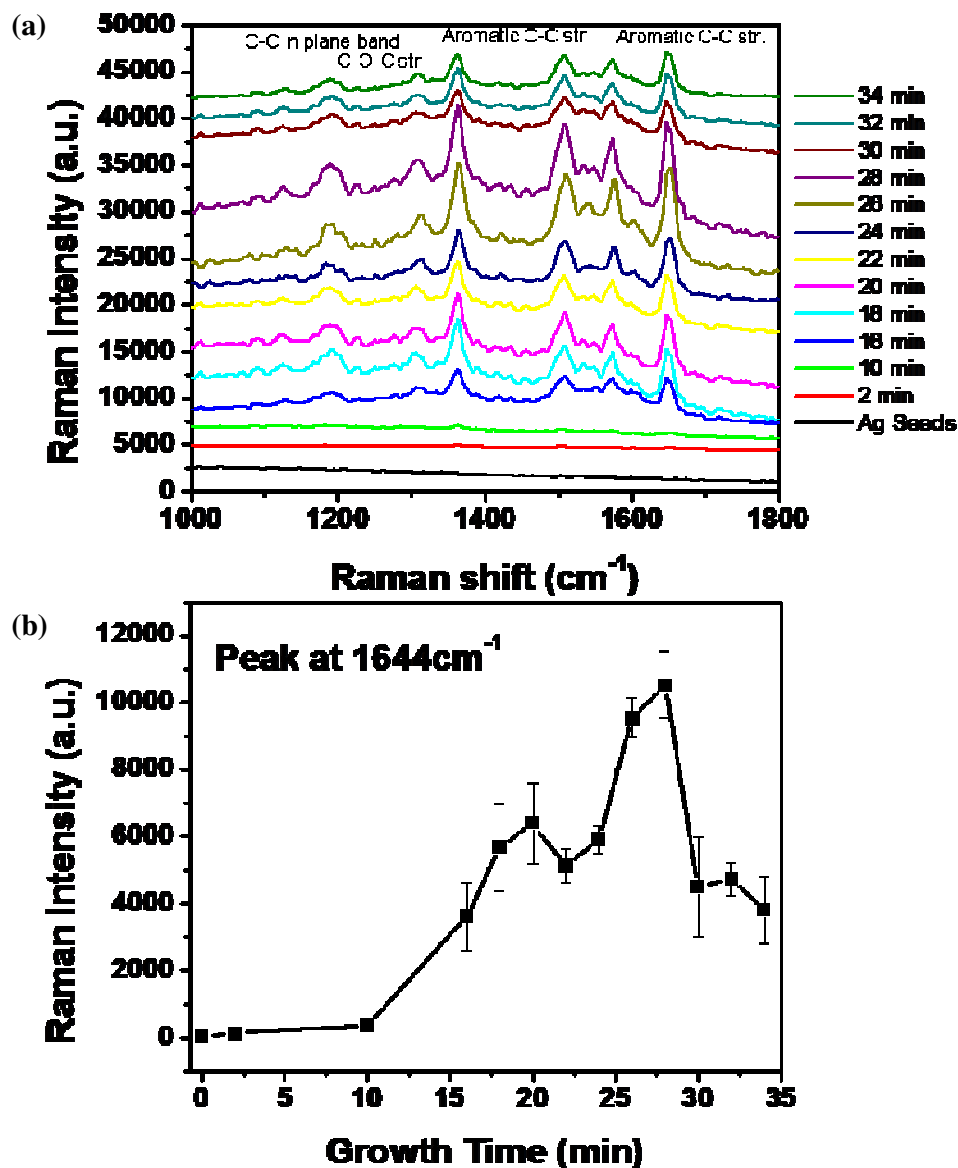 (a)
50000
45000
40000
35000
30000
25000
20000
15000
10000
5000
0
Raman Intensity (a.u.)
C-C in plane band
C-O-C str
Aromatic C-C str
Aromatic C-C str.
34 min
32 min
30 min
28 min
26 min
24 min
22 min
20 min
18 min
16 min
10 min
2 min
Ag Seeds
1000 1200 1400 1600 1800
Raman shift (cm⁻¹)
(b)
12000
10000
8000
6000
4000
2000
0
Raman Intensity (a.u.)
Peak at 1644cm⁻¹
0 5 10 15 20 25 30 35
Growth Time (min)